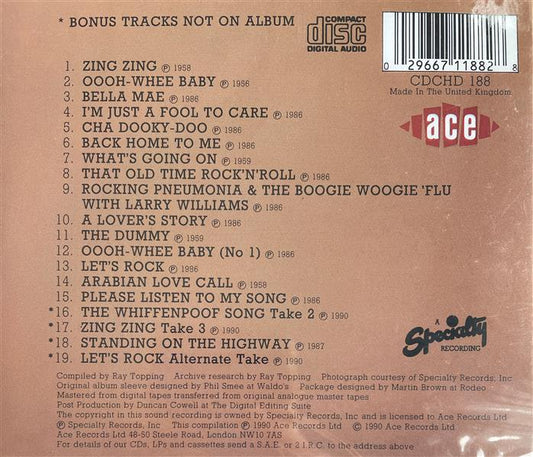 * BONUS TRACKS NOT ON ALBUM
COMPACT
disc
DIGITAL AUDIO
0 29667 11882 8
CDCHD 188
Made In The United Kingdom.
ace
1. ZING ZING ℗ 1958
2. OOOH-WHEE BABY ℗ 1956
3. BELLA MAE ℗ 1986
4. I'M JUST A FOOL TO CARE ℗ 1986
5. CHA DOOKY-DOO ℗ 1986
6. BACK HOME TO ME ℗ 1986
7. WHAT'S GOING ON ℗ 1959
8. THAT OLD TIME ROCK'N'ROLL ℗ 1986
9. ROCKING PNEUMONIA & THE BOOGIE WOOGIE 'FLU
WITH LARRY WILLIAMS ℗ 1986
10. A LOVER'S STORY ℗ 1986
11. THE DUMMY ℗ 1959
12. OOOH-WHEE BABY (No 1) ℗ 1986
13. LET'S ROCK ℗ 1986
14. ARABIAN LOVE CALL ℗ 1958
15. PLEASE LISTEN TO MY SONG ℗ 1986
*16. THE WHIFFENPOOF SONG Take 2 ℗ 1990
*17. ZING ZING Take 3 ℗ 1990
*18. STANDING ON THE HIGHWAY ℗ 1987
*19. LET'S ROCK Alternate Take ℗ 1990
A
Specialty
RECORDING
Compiled by Ray Topping Archive research by Ray Topping Photograph courtesy of Specialty Records, Inc
Original album sleeve designed by Phil Smee at Waldo's Package designed by Martin Brown at Rodeo
Mastered from digital tapes transferred from original analogue master tapes
Post Production by Duncan Cowell at The Digital Editing Suite
The copyright in this sound recording is owned by Specialty Records, Inc and is licensed to Ace Records Ltd
℗ Specialty Records, Inc This compilation ℗ 1990 Ace Records Ltd © 1990 Ace Records Ltd
Ace Records Ltd 48-50 Steele Road, London NW10 7AS
For details of our CDs, LPs and cassettes send a S.A.E. or 2 I.R.C. to the above address